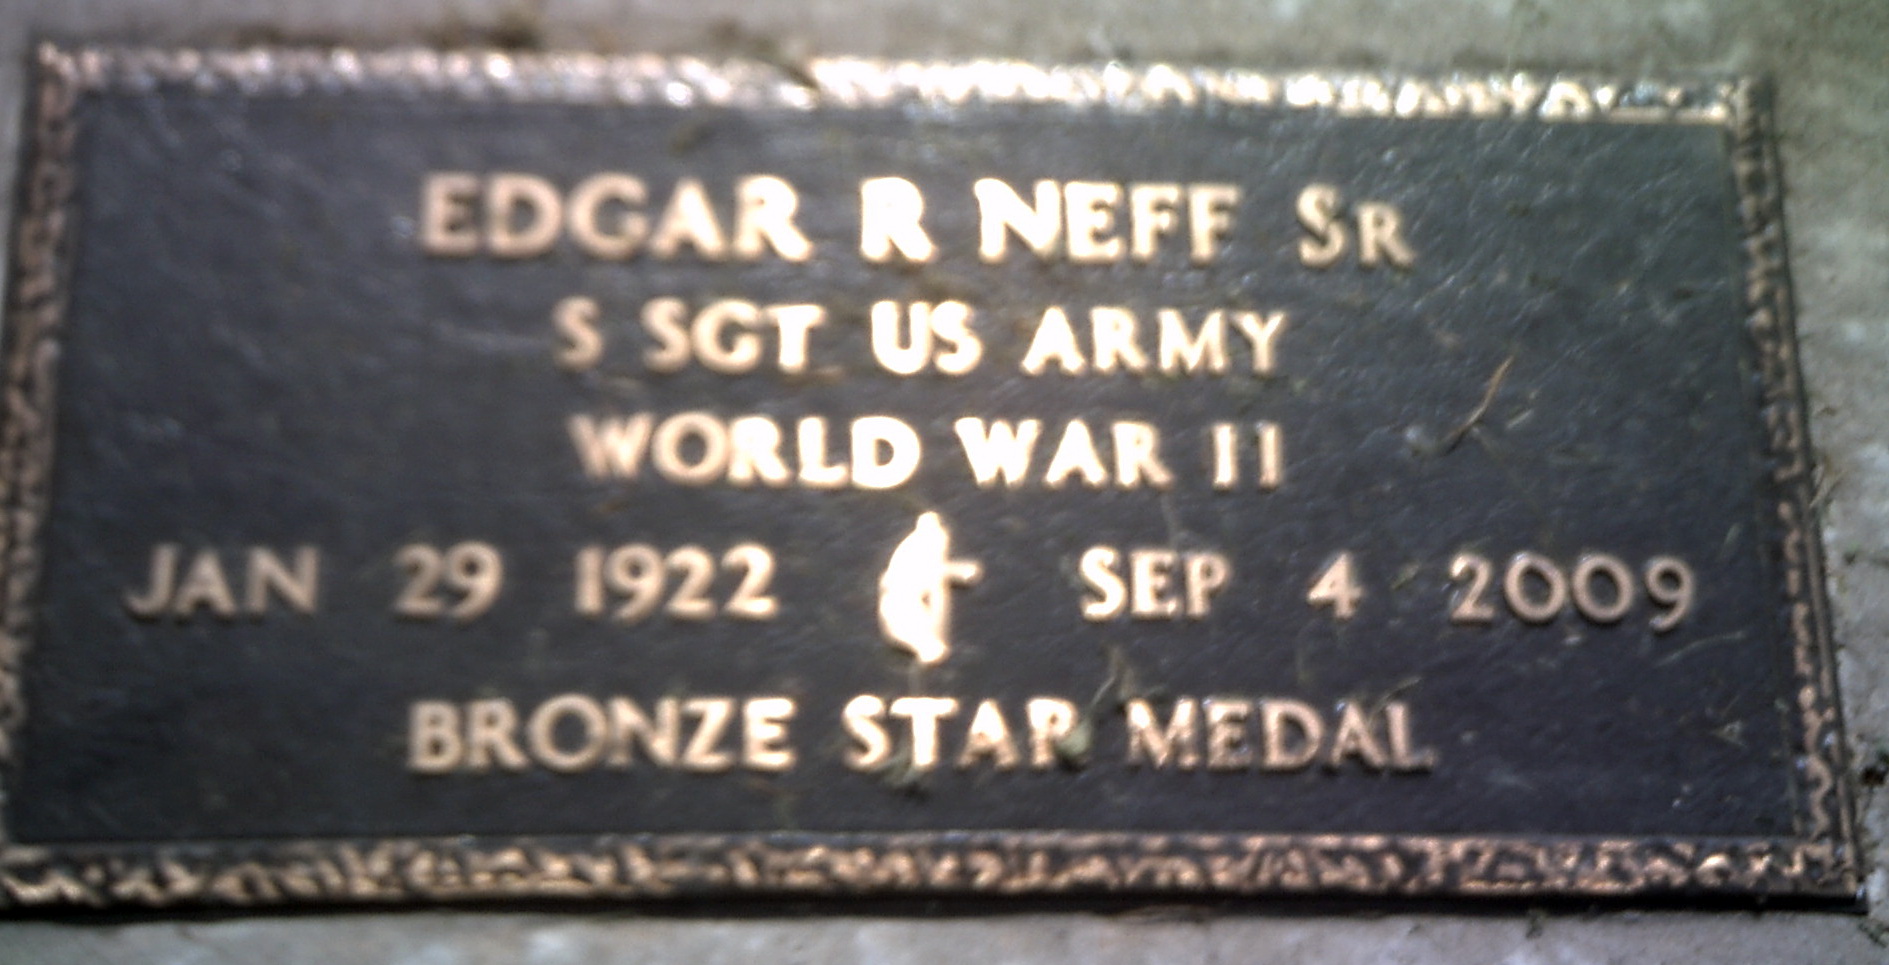 EDGAR R NEFF SR
S SGT US ARMY
WORLD WAR II
JAN 29 1922 SEP 4 2009
BRONZE STAR MEDAL